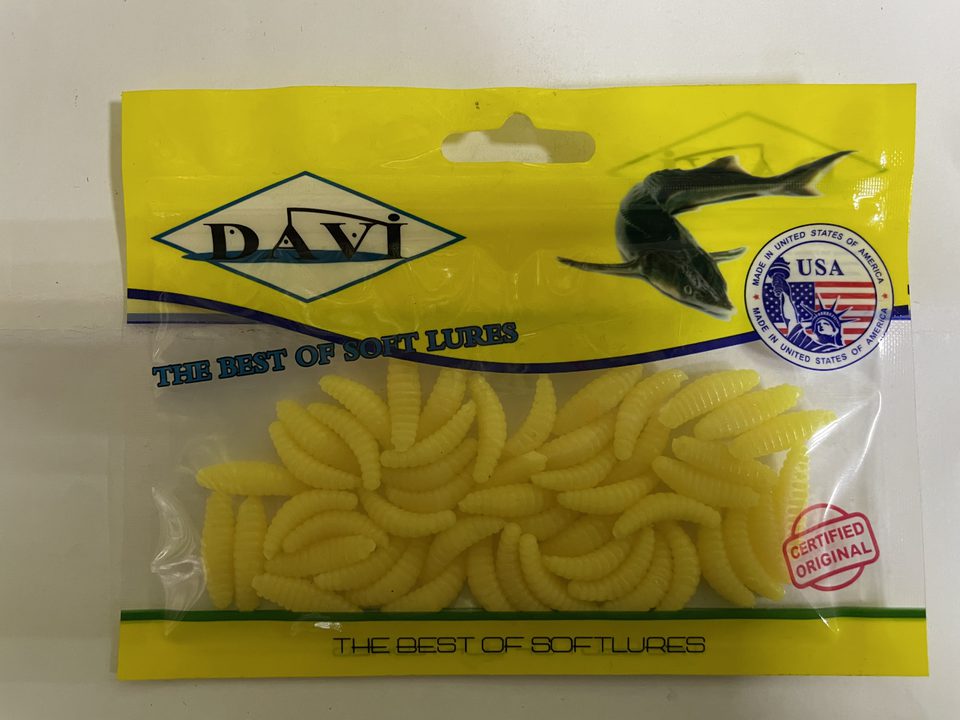 DAVİ
THE BEST OF SOFT LURES
MADE IN UNITED STATES OF AMERICA
USA
MADE IN UNITED STATES OF AMERICA
CERTIFIED
ORIGINAL
THE BEST OF SOFTLURES